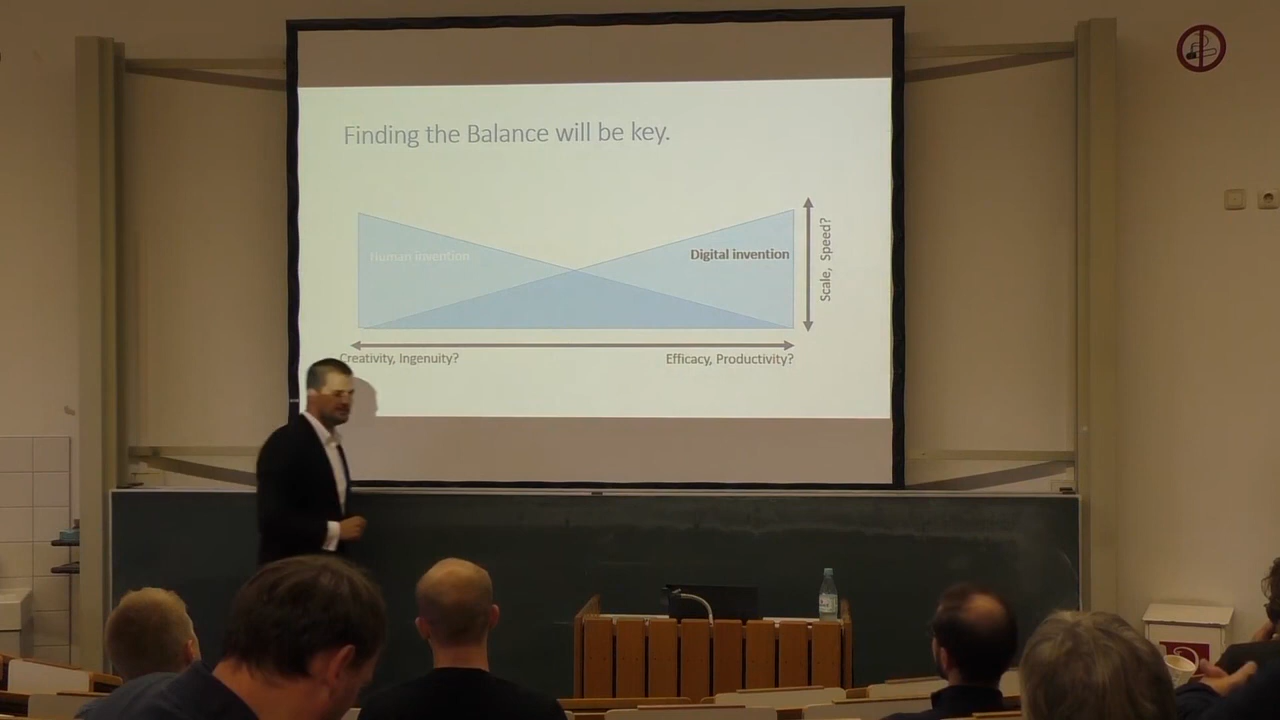 Finding the Balance will be key.
Human invention
Digital invention
Scale, Speed?
Creativity, Ingenuity?
Efficacy, Productivity?